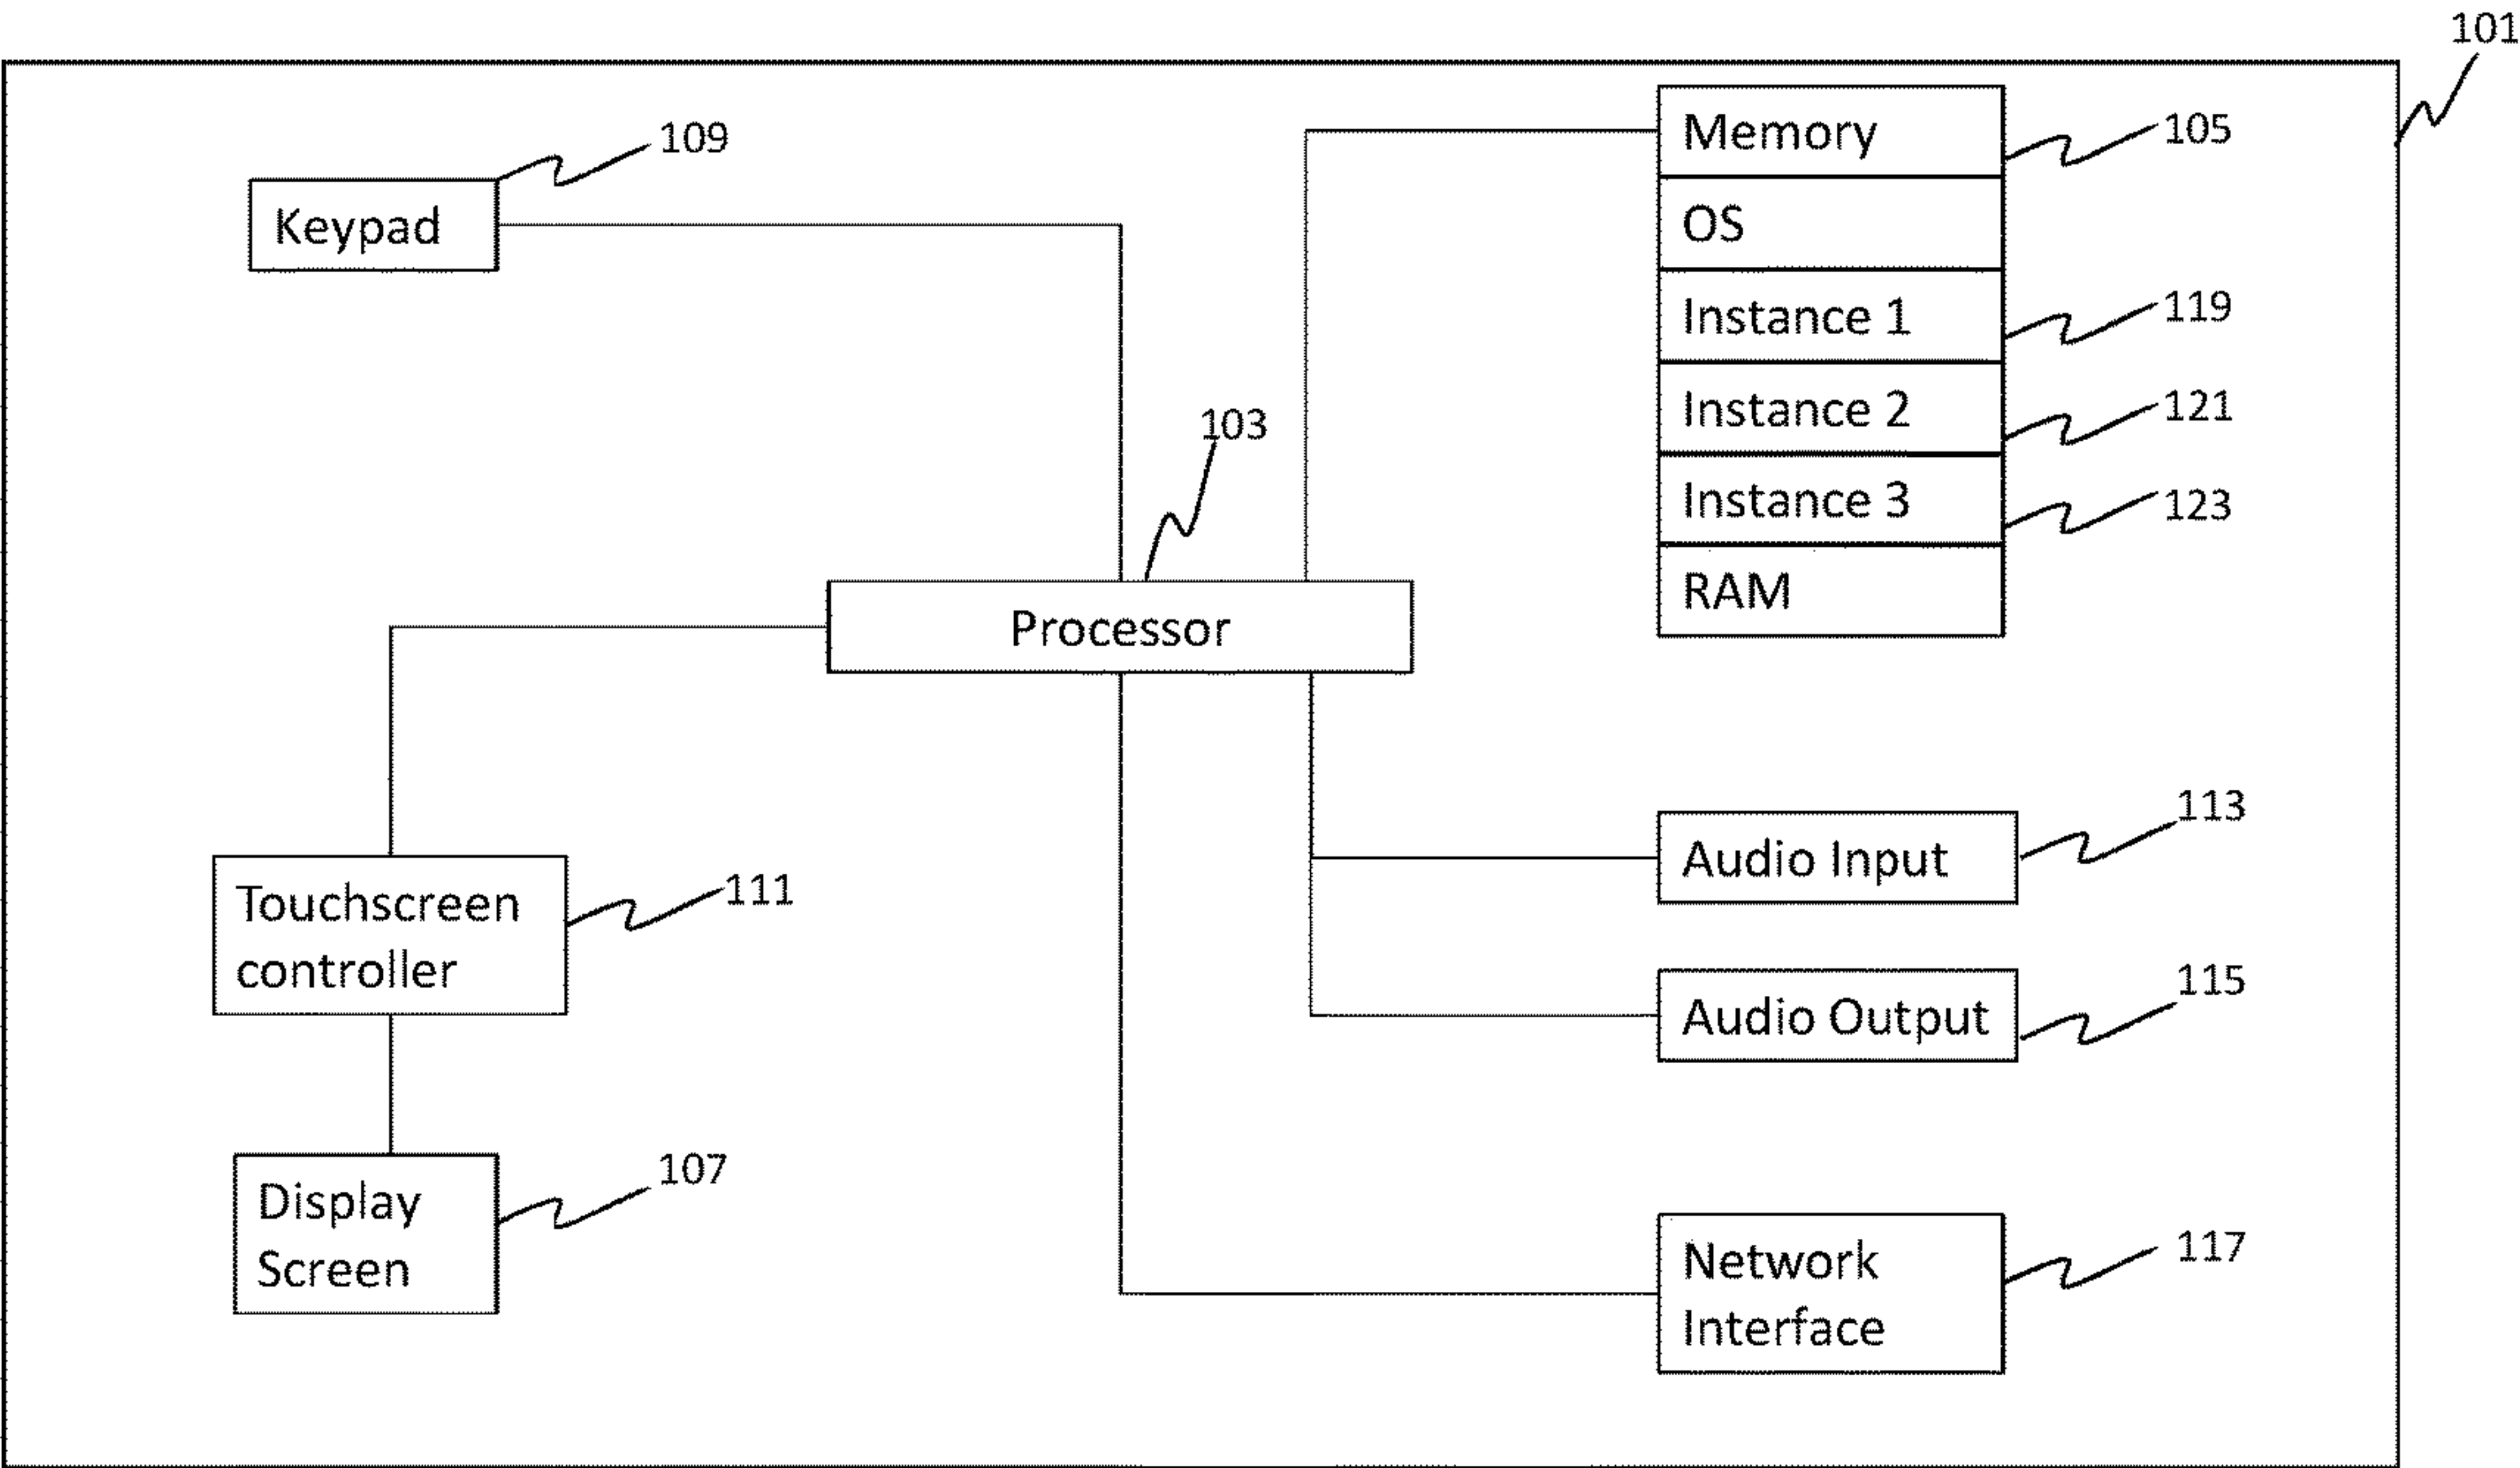 101
109
Keypad
Memory
105
OS
Instance 1
119
Instance 2
121
Instance 3
123
RAM
103
Processor
Touchscreen
controller
111
Display
Screen
107
Audio Input
113
Audio Output
115
Network
Interface
117